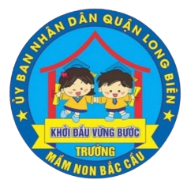 ỦY BAN NHÂN DÂN QUẬN LONG BIÊN
KHỞI ĐẦU VỮNG BƯỚC
TRƯỜNG
MẦM NON BẮC CẦU